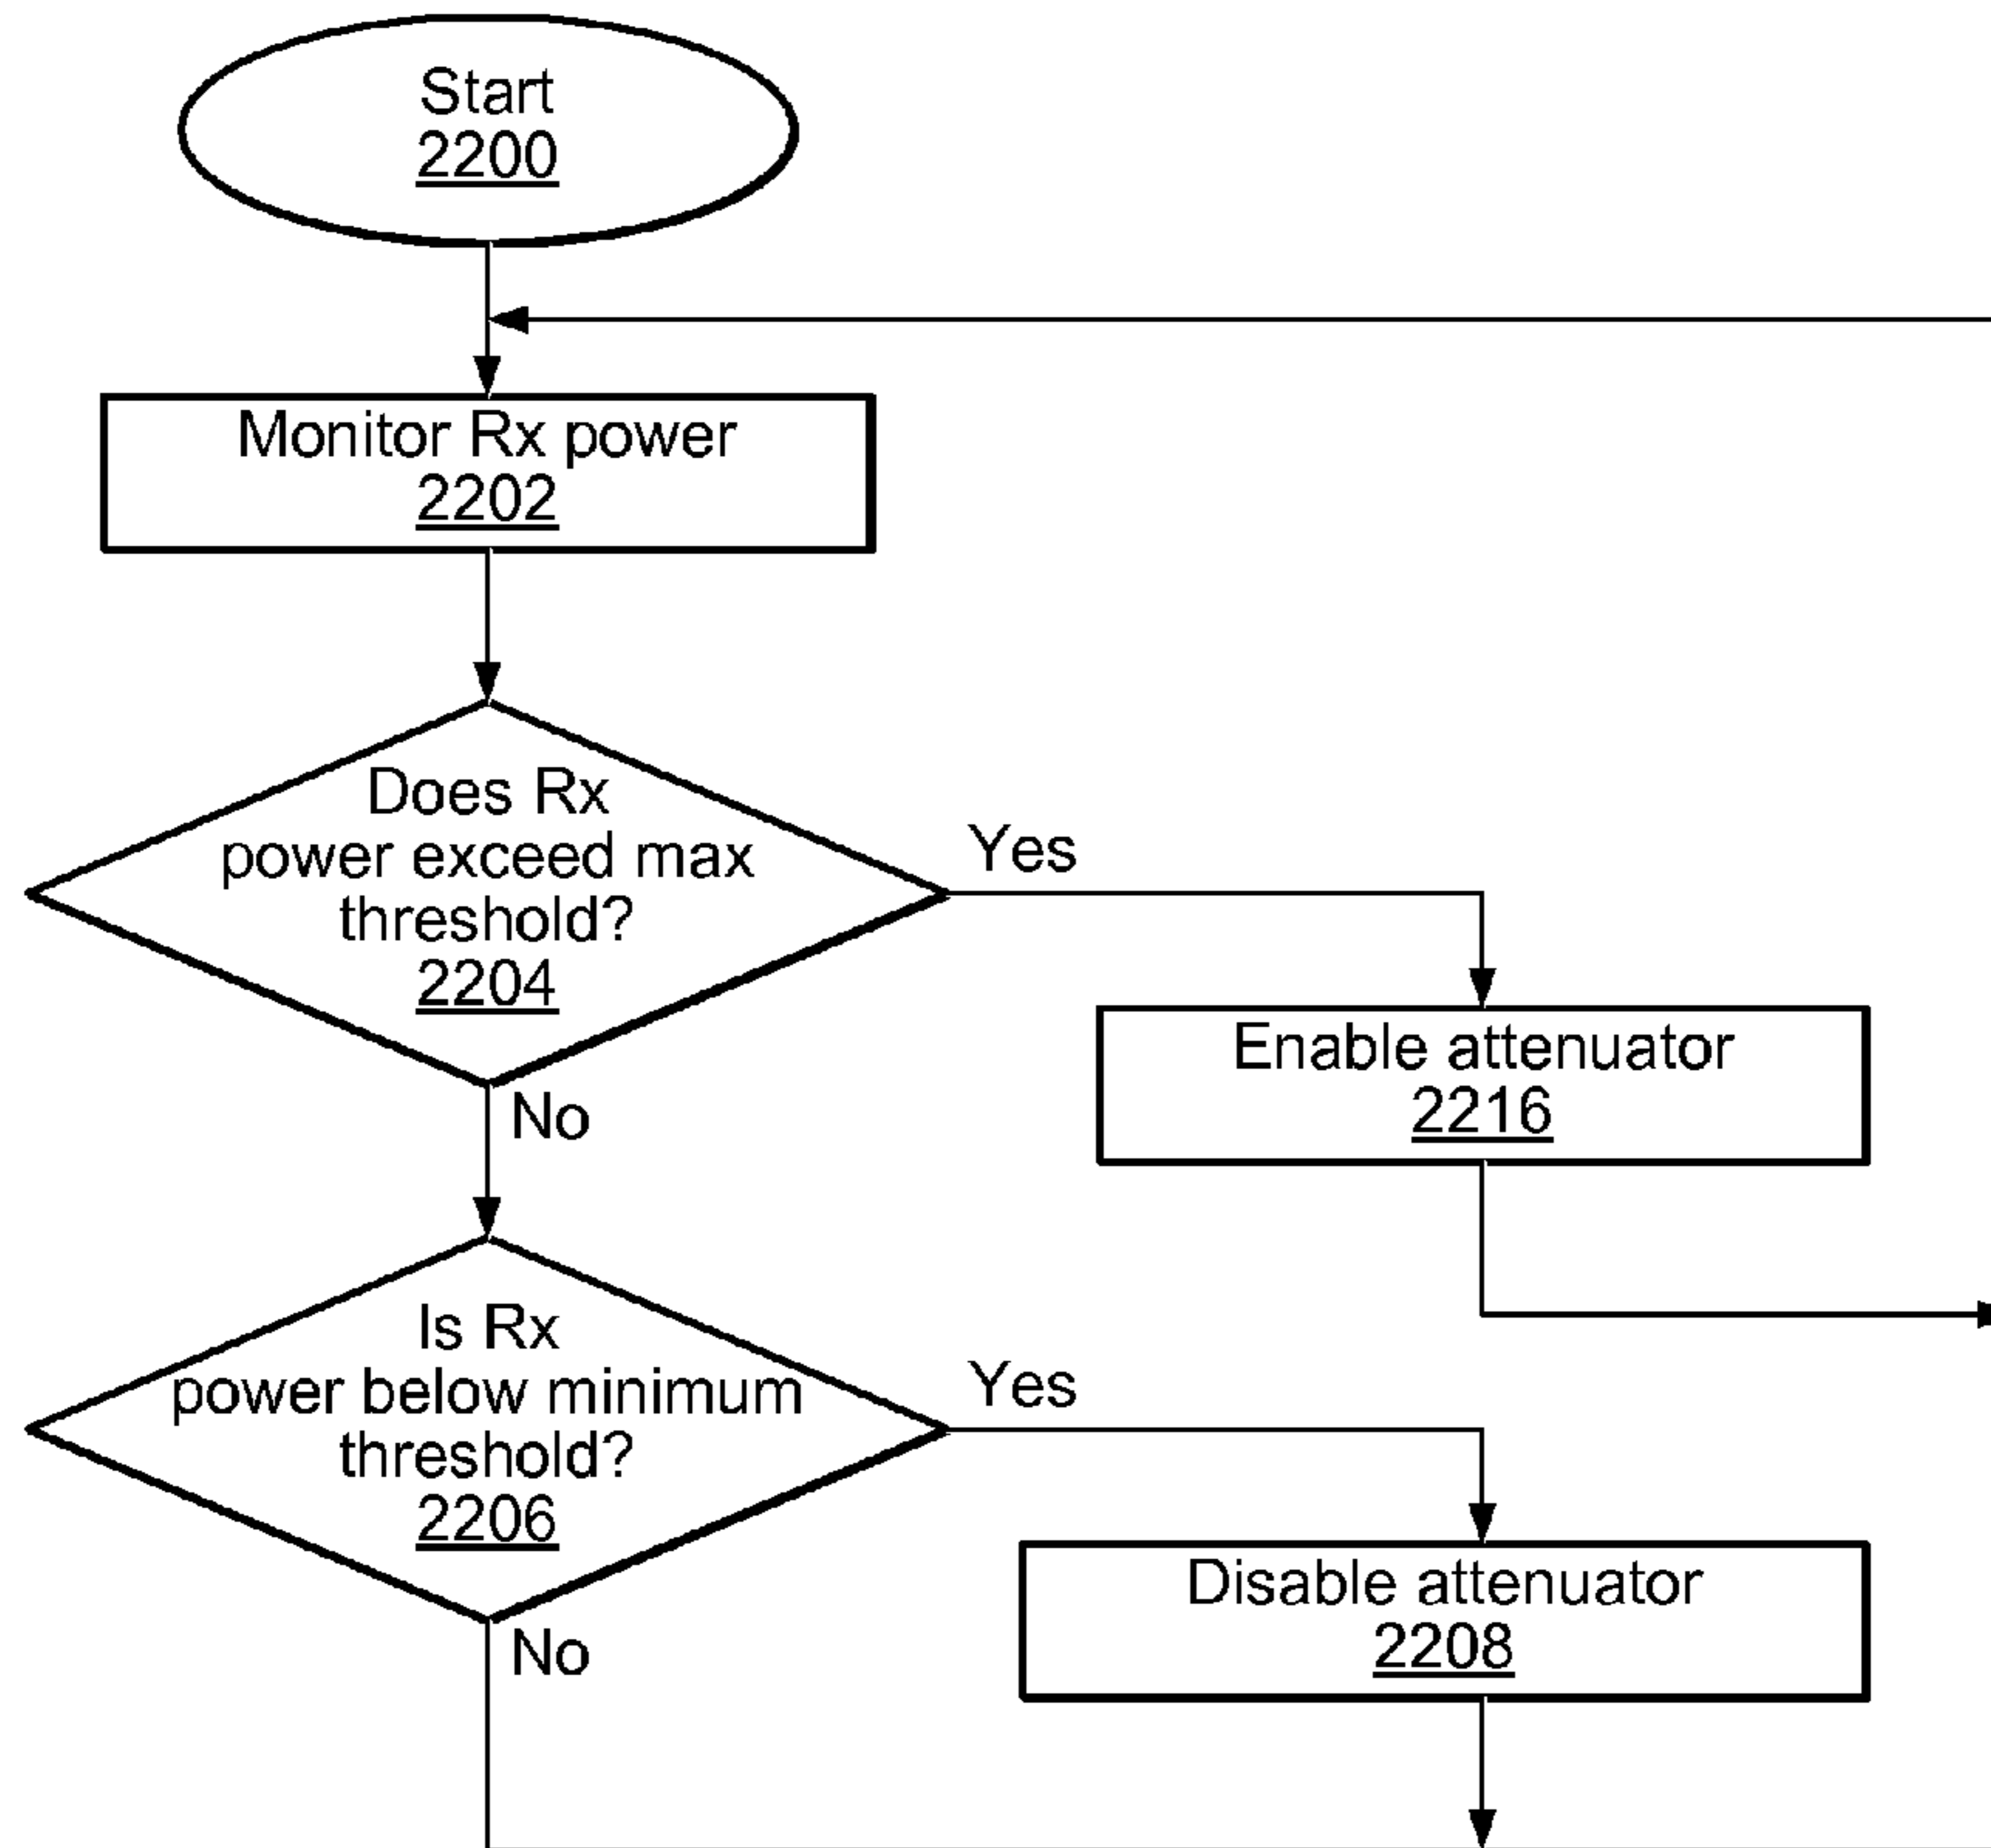 Start
2200
Monitor Rx power
2202
Does Rx
power exceed max
threshold?
2204
Yes
Enable attenuator
2216
No
Is Rx
power below minimum
threshold?
2206
Yes
Disable attenuator
2208
No